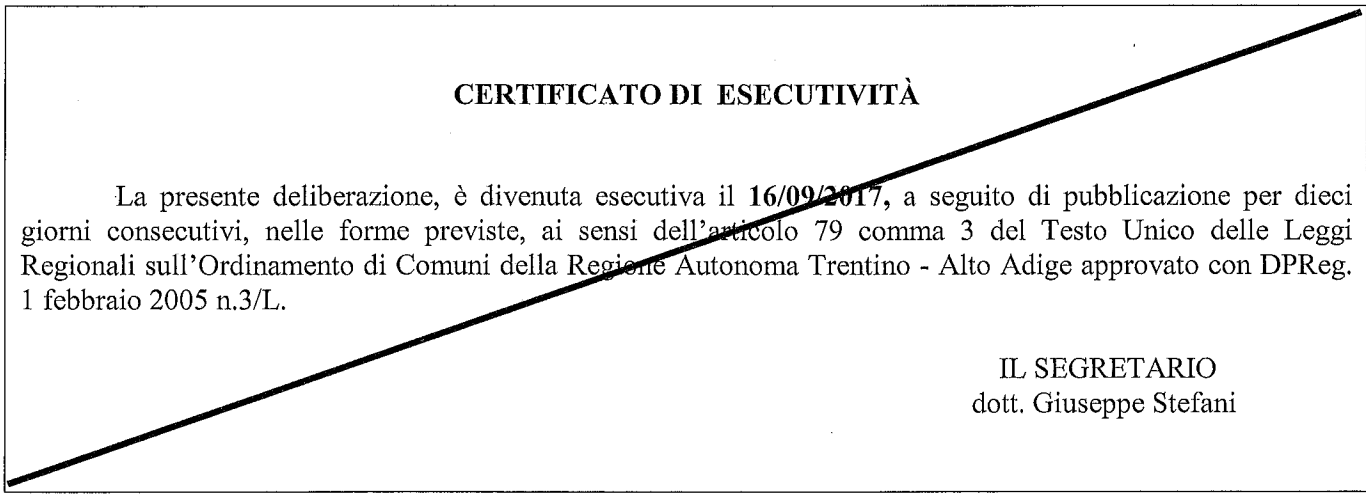 CERTIFICATO DI ESECUTIVITÀ
La presente deliberazione, è divenuta esecutiva il 16/09/2017, a seguito di pubblicazione per dieci
giorni consecutivi, nelle forme previste, ai sensi dell'articolo 79 comma 3 del Testo Unico delle Leggi
Regionali sull'Ordinamento di Comuni della Regione Autonoma Trentino - Alto Adige approvato con DPReg.
1 febbraio 2005 n.3/L.
IL SEGRETARIO
dott. Giuseppe Stefani